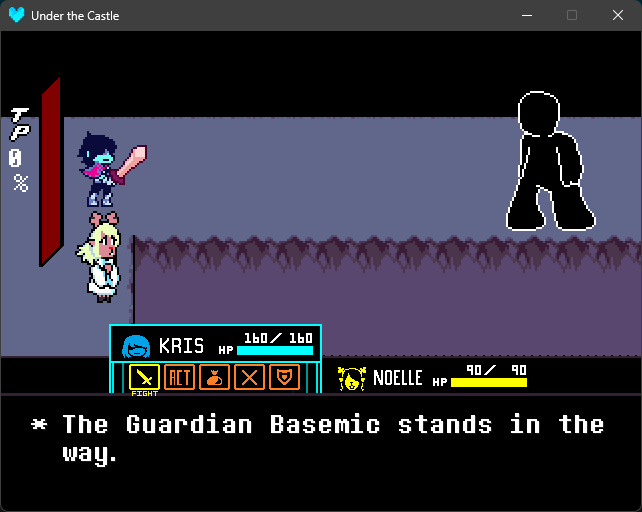 Under the Castle
TP
0
%
KRIS HP 160/ 160
ACT
FIGHT
NOELLE HP 90/ 90
* The Guardian Basemic stands in the
way.